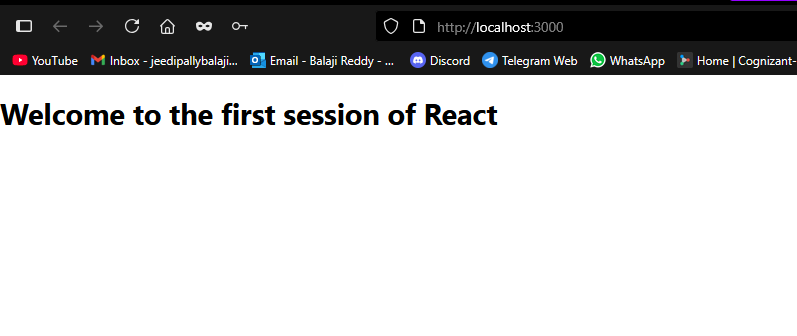 http://localhost:3000
YouTube Inbox - jeedipallybalaji... Email - Balaji Reddy - ... Discord Telegram Web WhatsApp Home | Cognizant-
Welcome to the first session of React